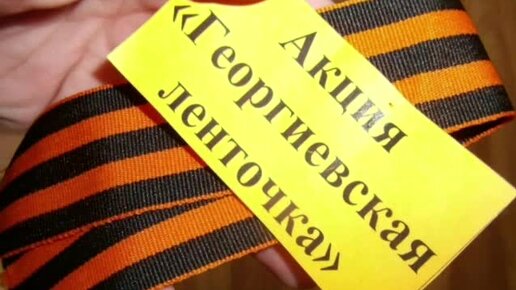 Акция
«Георгиевская
ленточка»